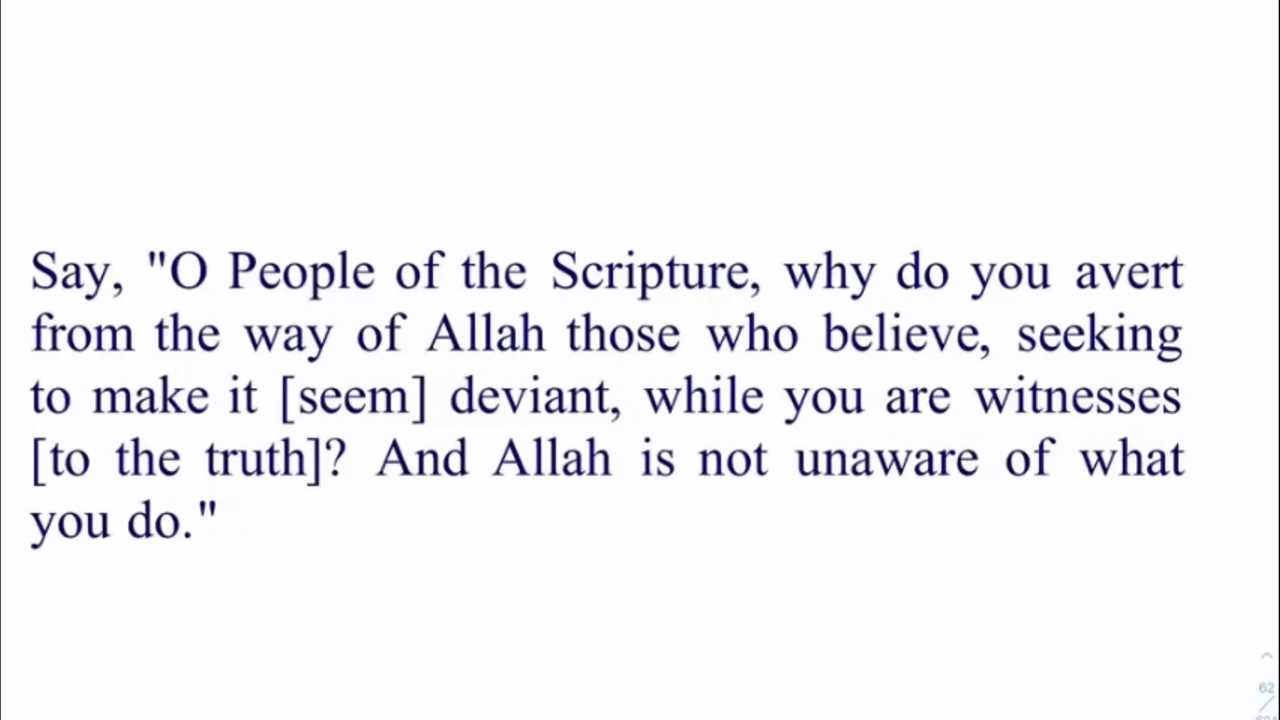 Say, "O People of the Scripture, why do you avert
from the way of Allah those who believe, seeking
to make it [seem] deviant, while you are witnesses
[to the truth]? And Allah is not unaware of what
you do."
62